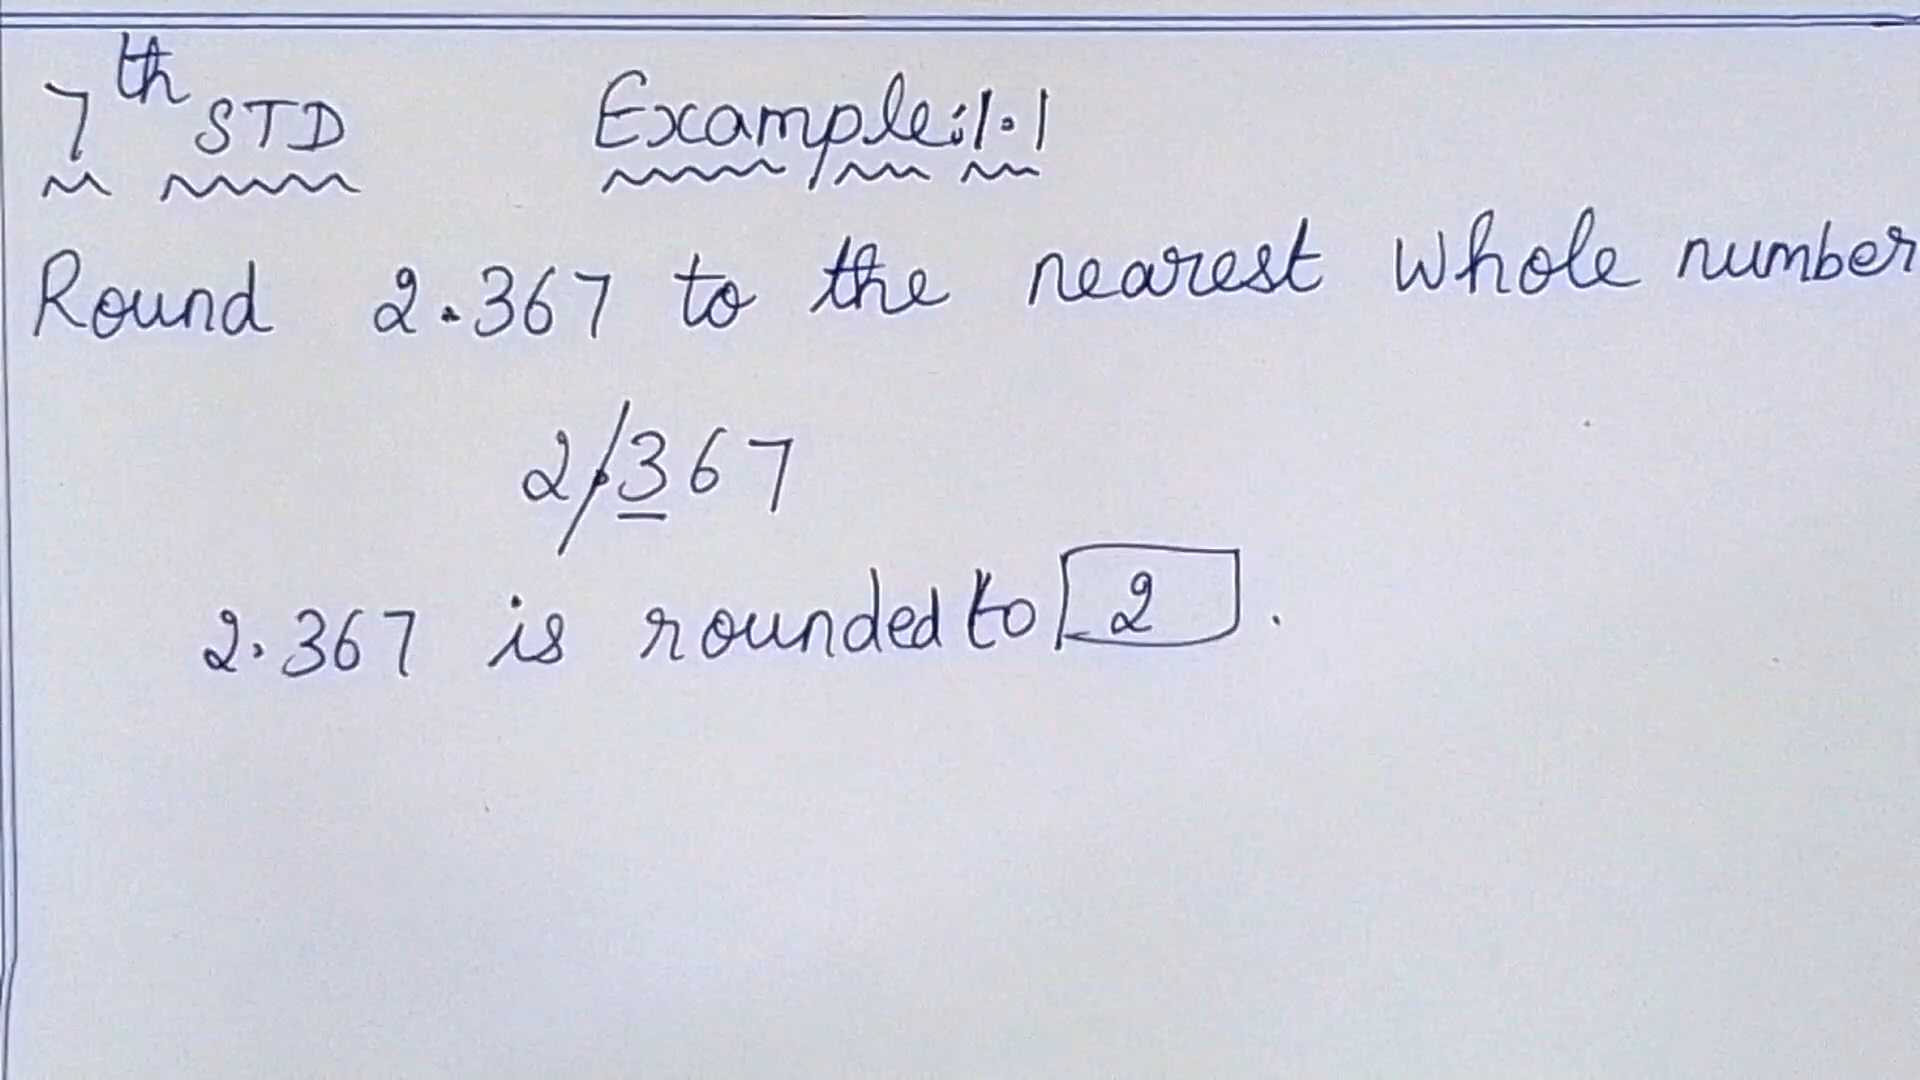 7th STD Example:1.1
Round 2.367 to the nearest whole number
2/.367
2.367 is rounded to 2.